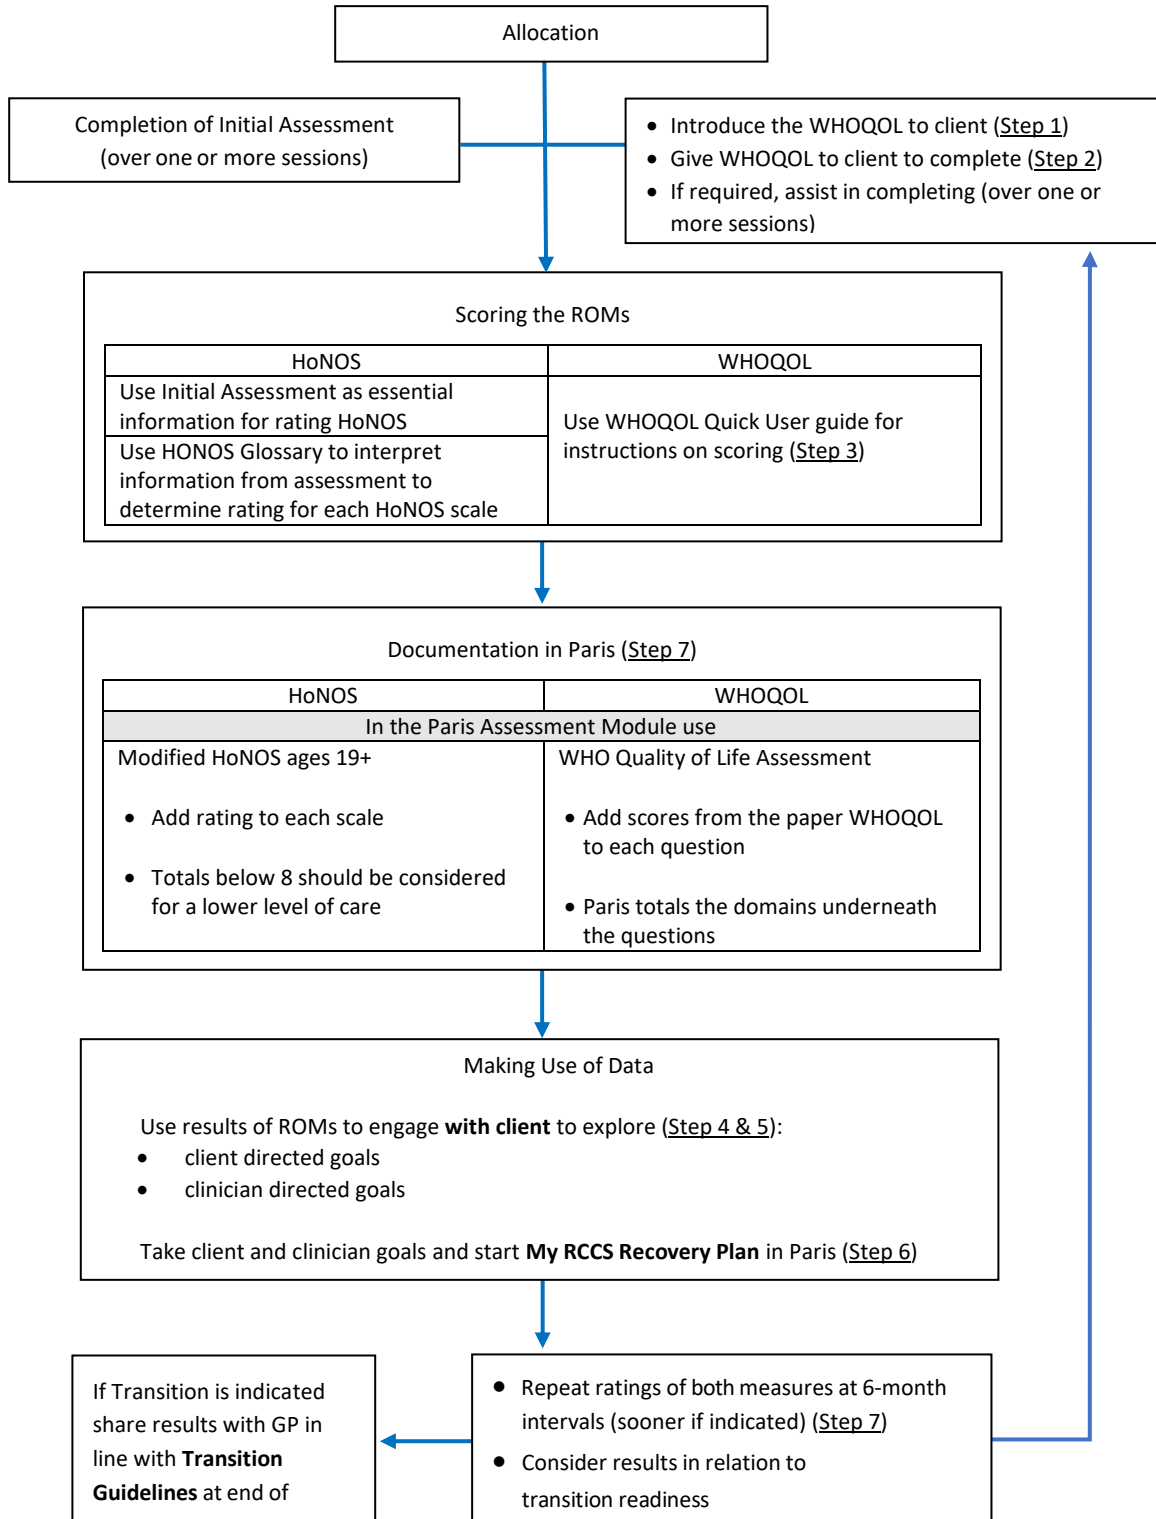 Allocation
Completion of Initial Assessment
(over one or more sessions)
• Introduce the WHOQOL to client (Step 1)
• Give WHOQOL to client to complete (Step 2)
• If required, assist in completing (over one or
more sessions)
Scoring the ROMs
HoNOS
Use Initial Assessment as essential
information for rating HoNOS
Use HONOS Glossary to interpret
information from assessment to
determine rating for each HoNOS scale
WHOQOL
Use WHOQOL Quick User guide for
instructions on scoring (Step 3)
Documentation in Paris (Step 7)
HoNOS
WHOQOL
In the Paris Assessment Module use
Modified HoNOS ages 19+
• Add rating to each scale
• Totals below 8 should be considered
for a lower level of care
WHO Quality of Life Assessment
• Add scores from the paper WHOQOL
to each question
• Paris totals the domains underneath
the questions
Making Use of Data
Use results of ROMs to engage with client to explore (Step 4 & 5):
• client directed goals
• clinician directed goals
Take client and clinician goals and start My RCCS Recovery Plan in Paris (Step 6)
If Transition is indicated
share results with GP in
line with Transition
Guidelines at end of
• Repeat ratings of both measures at 6-month
intervals (sooner if indicated) (Step 7)
• Consider results in relation to
transition readiness